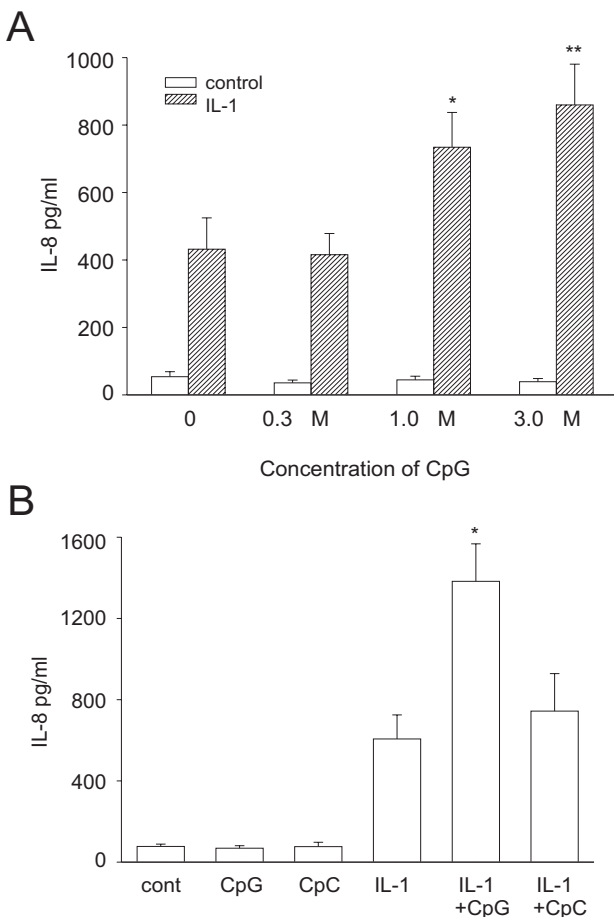 A
IL-8 pg/ml
1000
800
600
400
200
0
control
IL-1
*
**
0 0.3 M 1.0 M 3.0 M
Concentration of CpG
B
IL-8 pg/ml
1600
1200
800
400
0
*
cont CpG CpC IL-1 IL-1 IL-1
+CpG +CpC